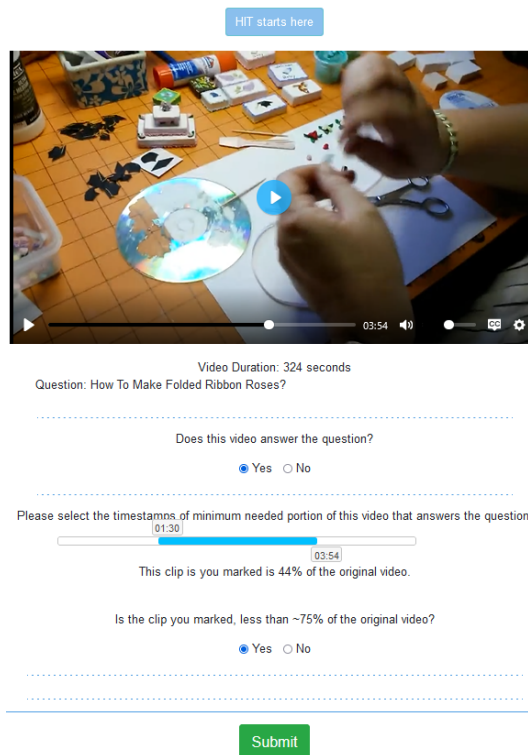 HIT starts here
03:54
CC
Video Duration: 324 seconds
Question: How To Make Folded Ribbon Roses?
Does this video answer the question?
Yes No
Please select the timestamps of minimum needed portion of this video that answers the question
01:30
03:54
This clip is you marked is 44% of the original video.
Is the clip you marked, less than ~75% of the original video?
Yes No
Submit